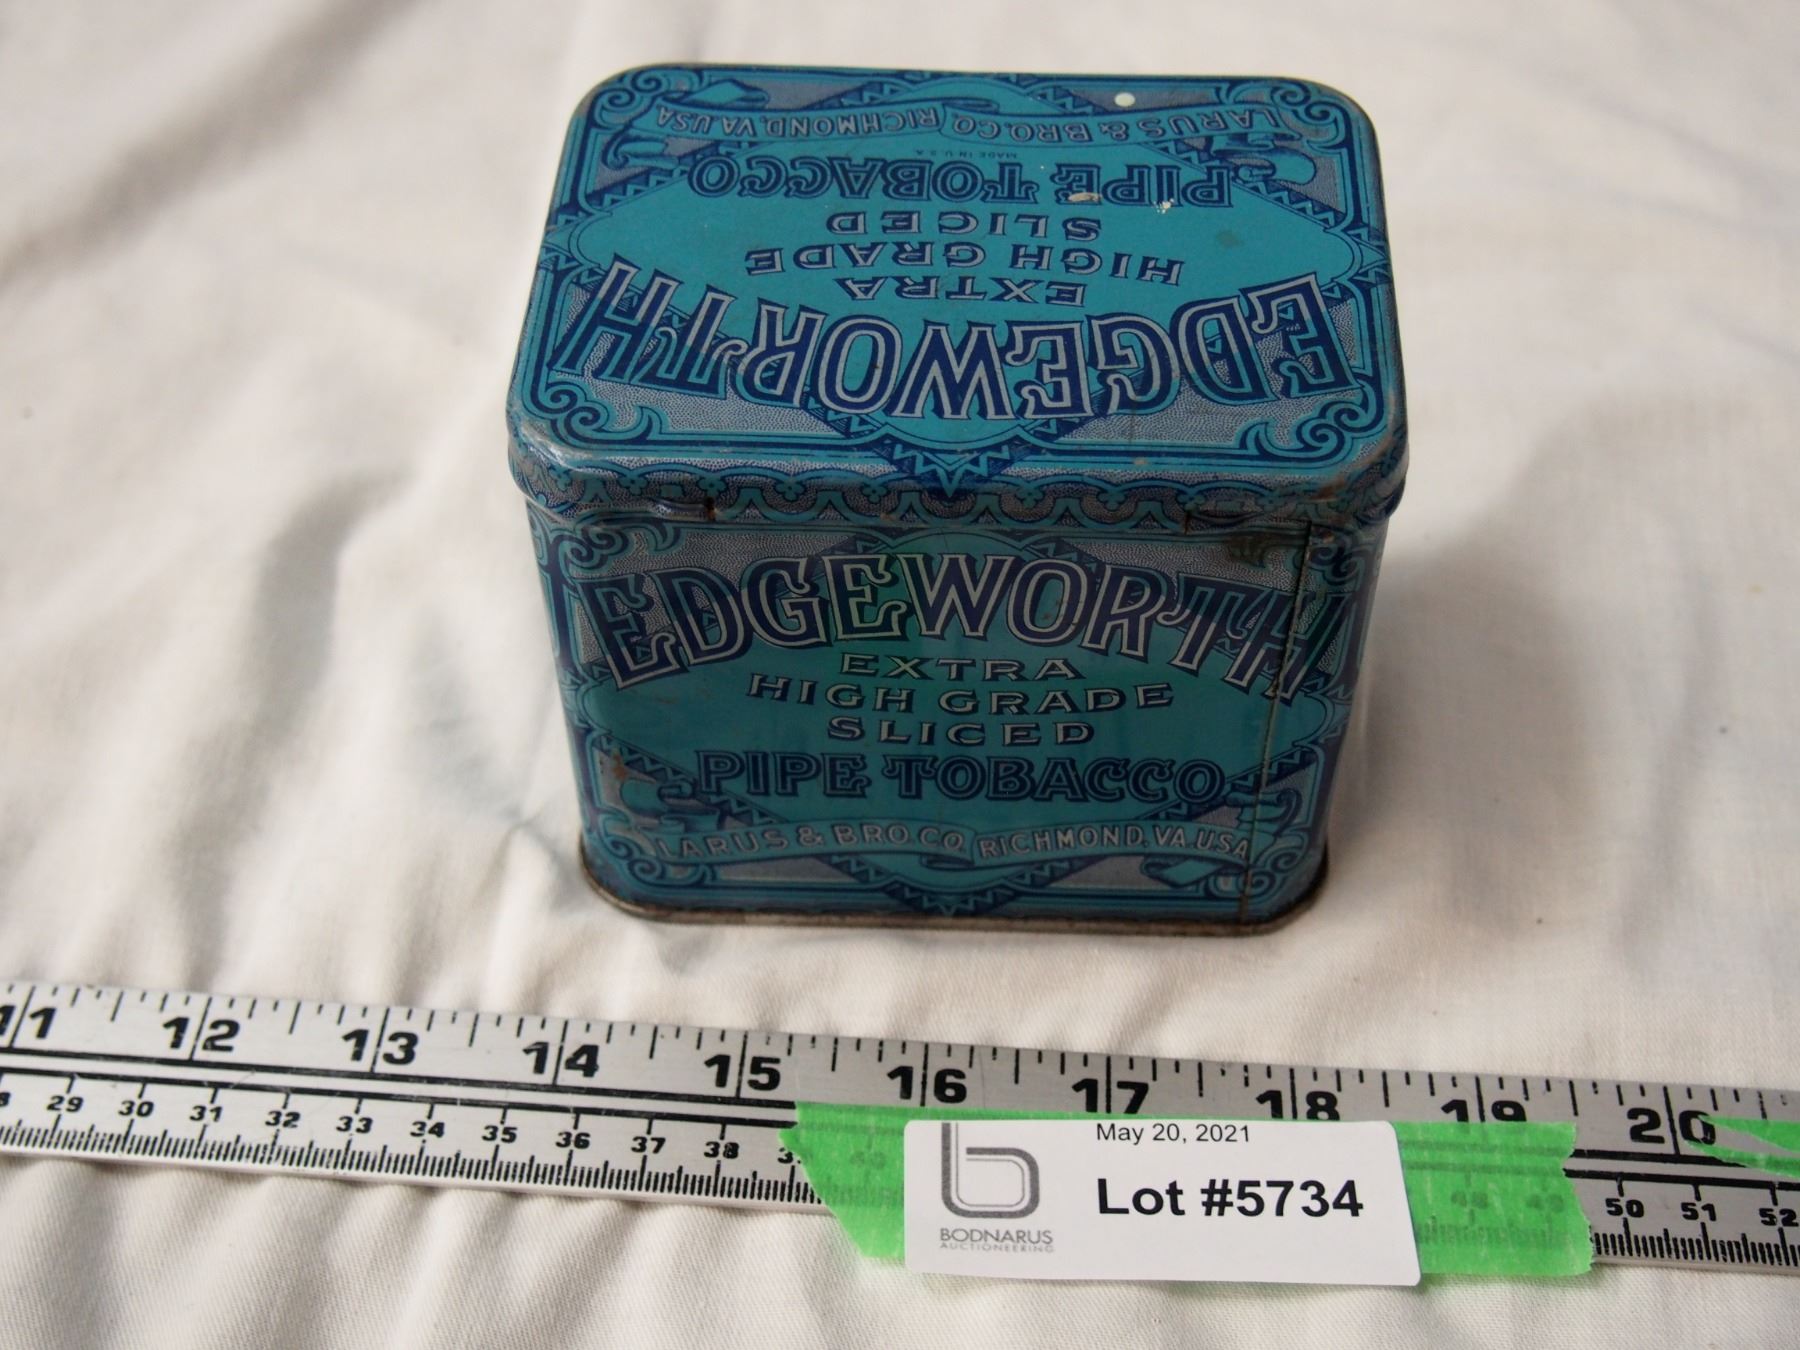 LARUS & BRO.CO. RICHMOND, VA.USA
MADE IN U.S.A
PIPE TOBACCO
SLICED
HIGH GRADE
EXTRA
EDGEWORTH
EDGEWORTH
EXTRA
HIGH GRADE
SLICED
PIPE TOBACCO
LARUS & BRO.CO. RICHMOND, VA.USA
11 12 13 14 15 16 17 18 19 20
29 30 31 32 33 34 35 36 37 38 50 51 52
May 20, 2021
Lot #5734
BODNARUS
AUCTIONEERING